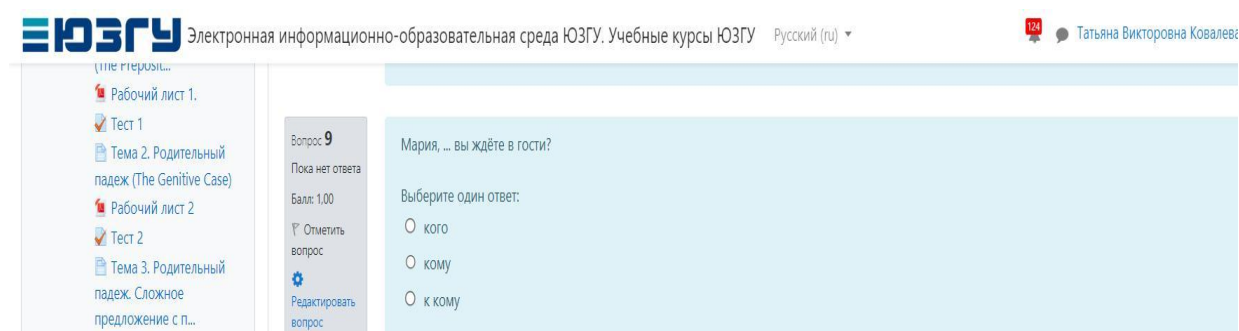 ЮЗГУ Электронная информационно-образовательная среда ЮЗГУ. Учебные курсы ЮЗГУ Русский (ru) 124 Татьяна Викторовна Ковалева
(The Preposit...
Рабочий лист 1.
Тест 1
Тема 2. Родительный
падеж (The Genitive Case)
Рабочий лист 2
Тест 2
Тема 3. Родительный
падеж. Сложное
предложение с п...
Вопрос 9
Пока нет ответа
Балл: 1,00
Отметить
вопрос
Редактировать
вопрос
Мария, ... вы ждёте в гости?
Выберите один ответ:
кого
кому
к кому